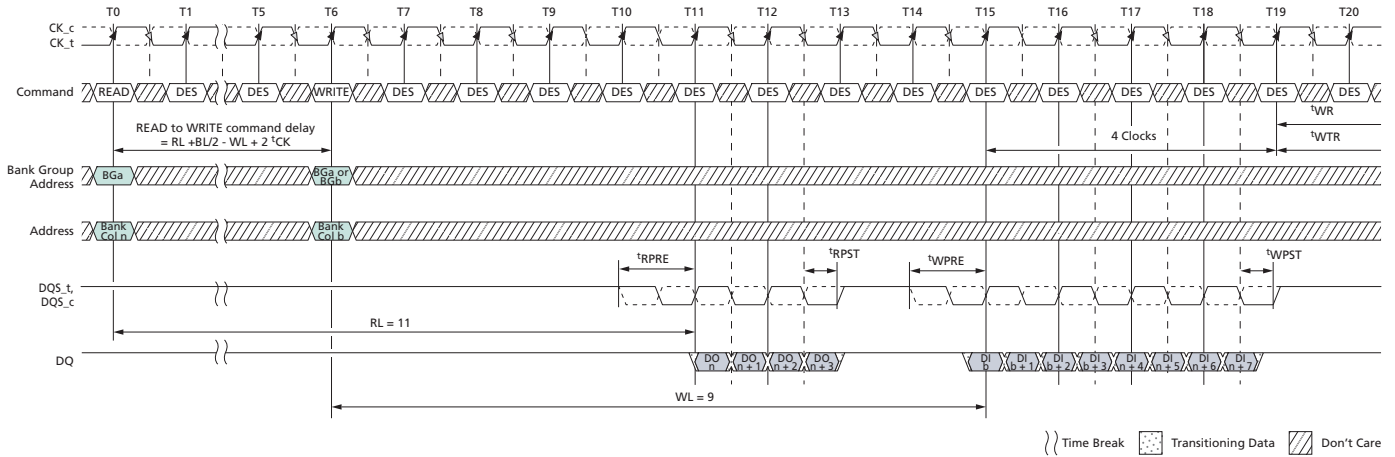 T0 T1 T5 T6 T7 T8 T9 T10 T11 T12 T13 T14 T15 T16 T17 T18 T19 T20
CK_c
CK_t
Command READ DES DES WRITE DES DES DES DES DES DES DES DES DES DES DES DES DES DES
tWR
READ to WRITE command delay
= RL +BL/2 - WL + 2 tCK
4 Clocks
tWTR
Bank Group
Address
BGa
BGa or
BGb
Address
Bank
Col n
Bank
Col b
tRPRE tRPST tWPRE tWPST
DQS_t,
DQS_c
RL = 11
DQ
DO
n
DO
n + 1
DO
n + 2
DO
n + 3
DI
b
DI
b + 1
DI
b + 2
DI
b + 3
DI
n + 4
DI
n + 5
DI
n + 6
DI
n + 7
WL = 9
Time Break Transitioning Data Don't Care